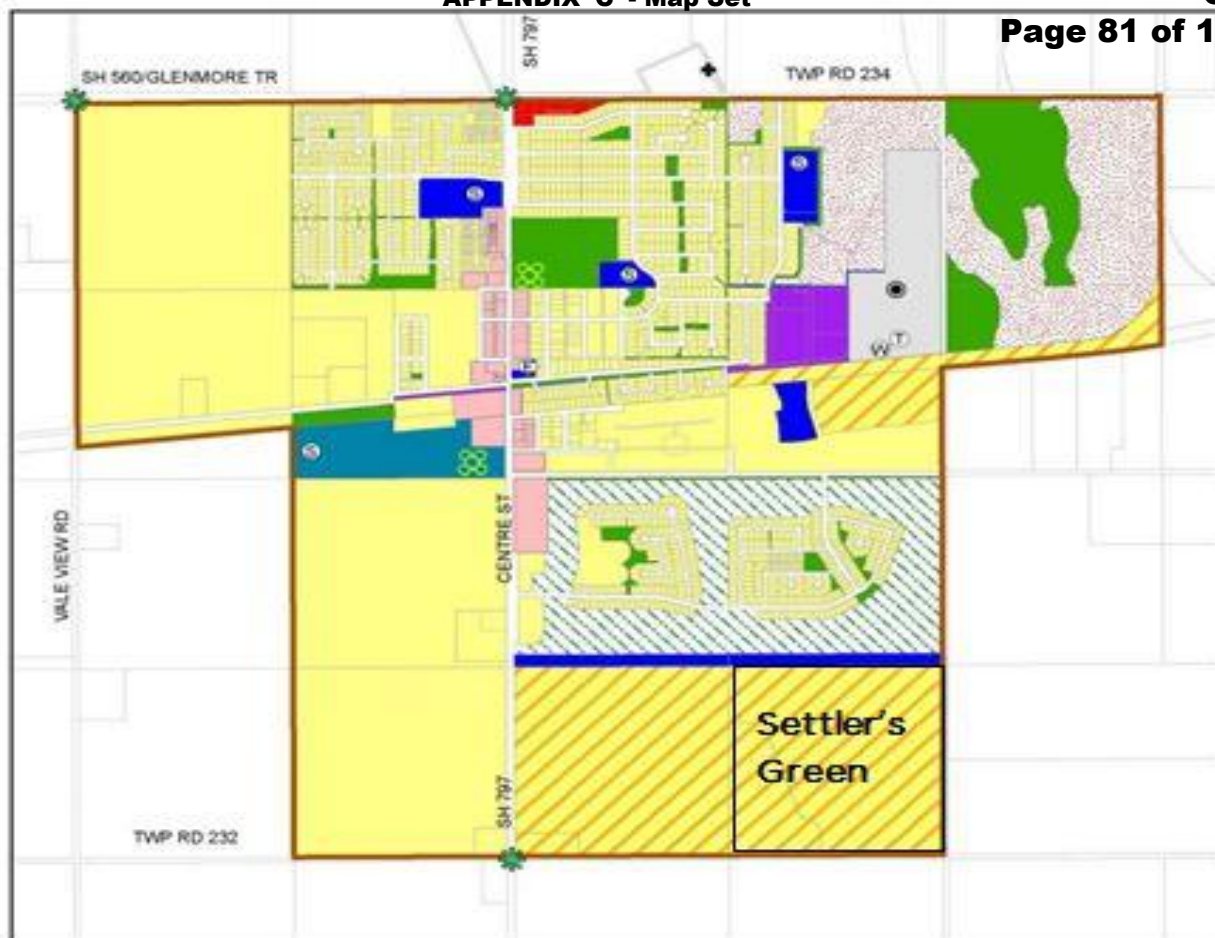 APPENDIX 'C' - Map Set
Page 81 of 1
SH 797
SH 560/GLENMORE TR
TWP RD 234
S
S
S
W T
S
VALE VIEW RD
CENTRE ST
Settler's
Green
SH 797
TWP RD 232